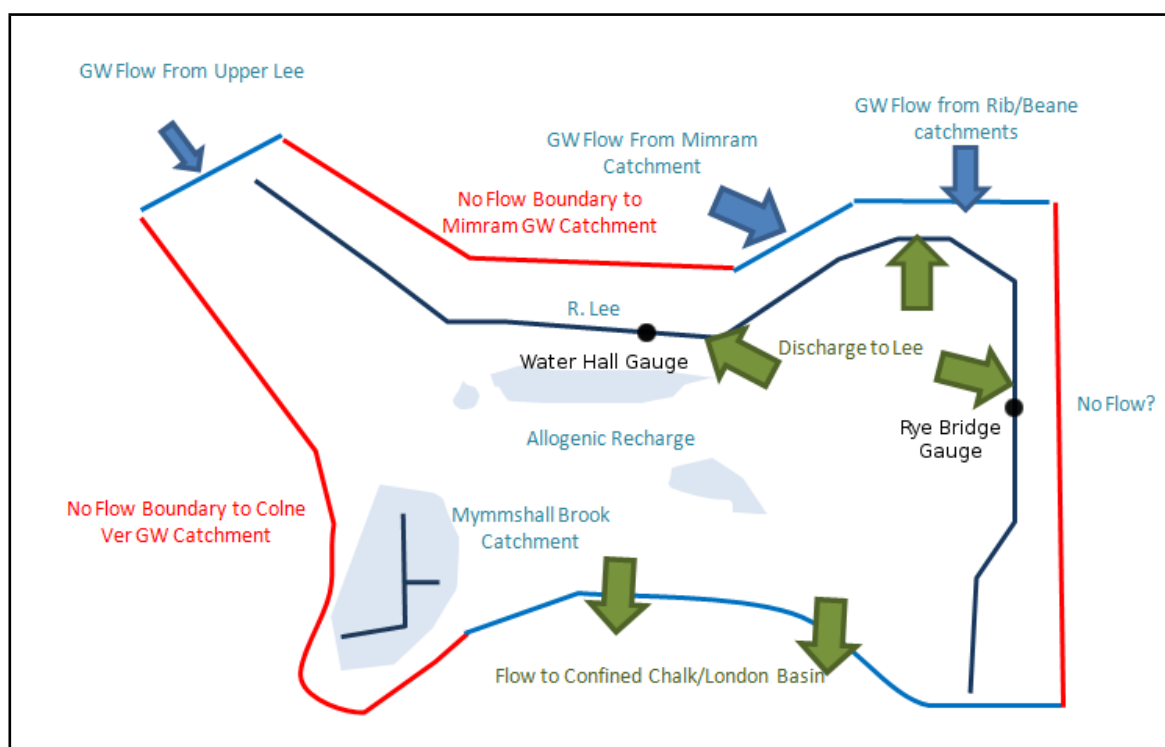 GW Flow From Upper Lee
GW Flow from Rib/Beane
catchments
GW Flow From Mimram
Catchment
No Flow Boundary to
Mimram GW Catchment
R. Lee
Water Hall Gauge
Discharge to Lee
No Flow?
Rye Bridge
Gauge
Allogenic Recharge
No Flow Boundary to Colne
Ver GW Catchment
Mymmshall Brook
Catchment
Flow to Confined Chalk/London Basin